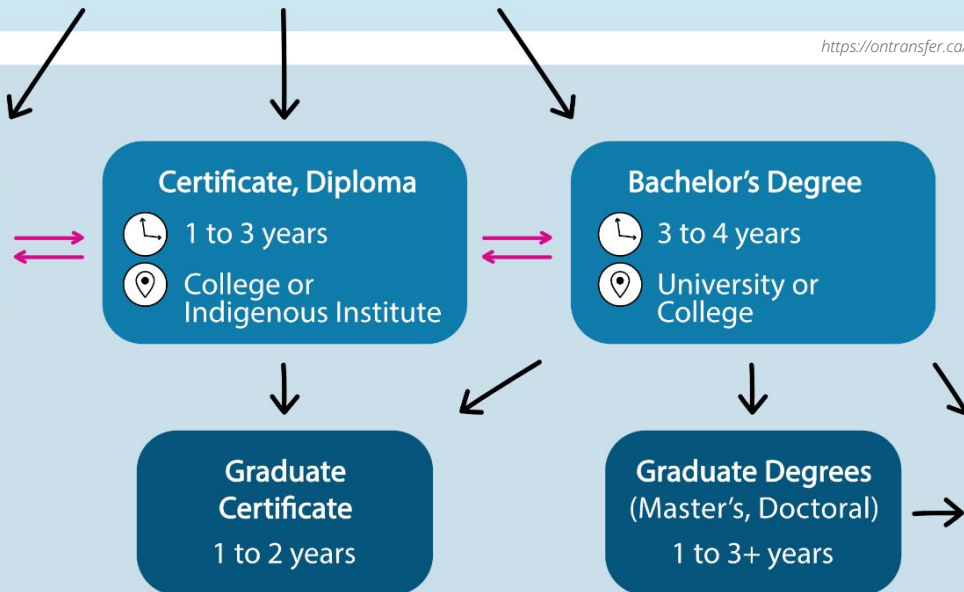 https://ontransfer.ca/
Certificate, Diploma
1 to 3 years
College or
Indigenous Institute
Bachelor's Degree
3 to 4 years
University or
College
Graduate
Certificate
1 to 2 years
Graduate Degrees
(Master's, Doctoral)
1 to 3+ years